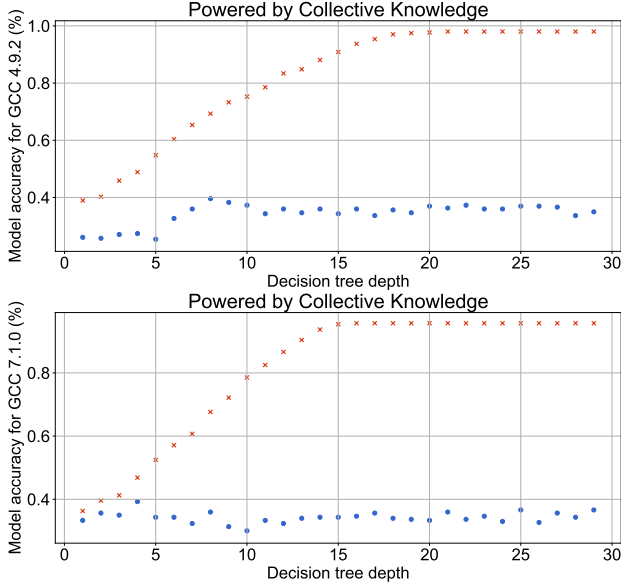 Powered by Collective Knowledge
Model accuracy for GCC 4.9.2 (%)
1.0
0.8
0.6
0.4
0 5 10 15 20 25 30
Decision tree depth
Powered by Collective Knowledge
Model accuracy for GCC 7.1.0 (%)
0.8
0.6
0.4
0 5 10 15 20 25 30
Decision tree depth